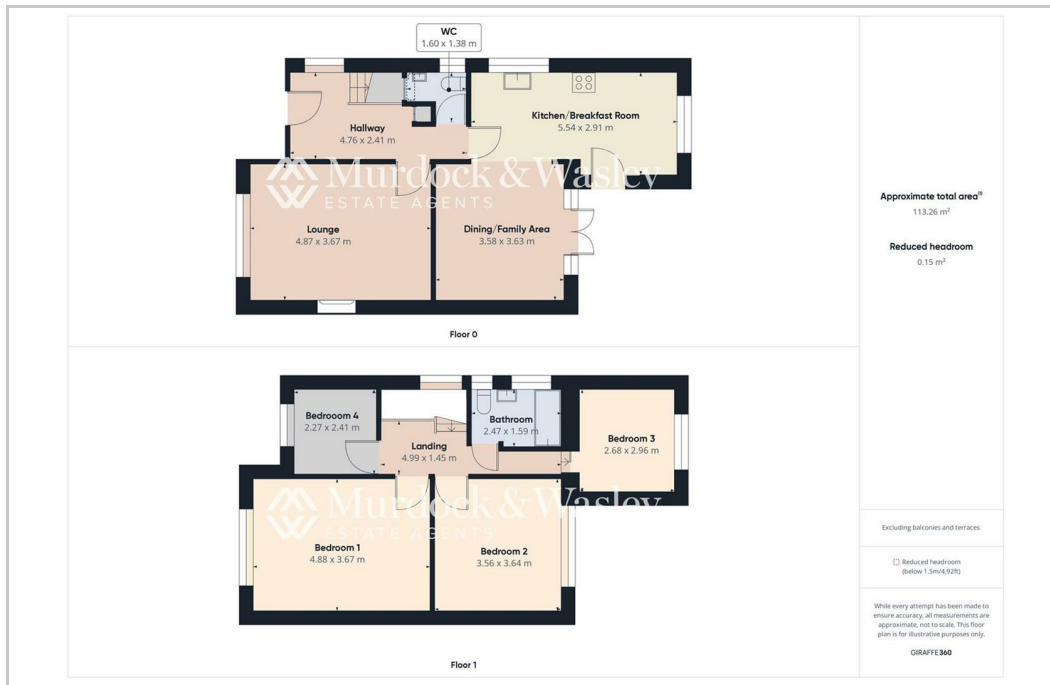 WC
1.60 x 1.38 m
Kitchen/Breakfast Room
5.54 x 2.91 m
Hallway
4.76 x 2.41 m
Murdock & Wasley
ESTATE AGENTS
Lounge
4.87 x 3.67 m
Dining/Family Area
3.58 x 3.63 m
Floor 0
Approximate total area⁽¹⁾
113.26 m²
Reduced headroom
0.15 m²
Bedrooom 4
2.27 x 2.41 m
Bathroom
2.47 x 1.59 m
Landing
4.99 x 1.45 m
Bedroom 3
2.68 x 2.96 m
Murdock & Wasley
ESTATE AGENTS
Bedroom 1
4.88 x 3.67 m
Bedroom 2
3.56 x 3.64 m
Floor 1
Excluding balconies and terraces
Reduced headroom
(below 1.5m/4.92ft)
While every attempt has been made to
ensure accuracy, all measurements are
approximate, not to scale. This floor
plan is for illustrative purposes only.
GIRAFFE360